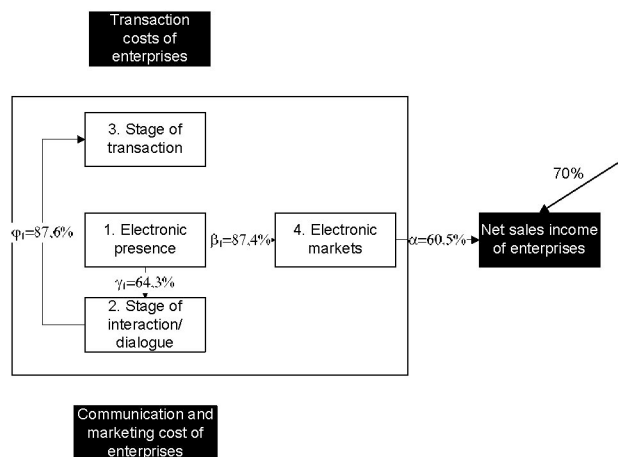 Transaction
costs of
enterprises
3. Stage of
transaction
70%
φ₁=87.6%
1. Electronic
presence
β₁=87.4%
4. Electronic
markets
α=60.5%
Net sales income
of enterprises
γ₁=64.3%
2. Stage of
interaction/
dialogue
Communication and
marketing cost of
enterprises